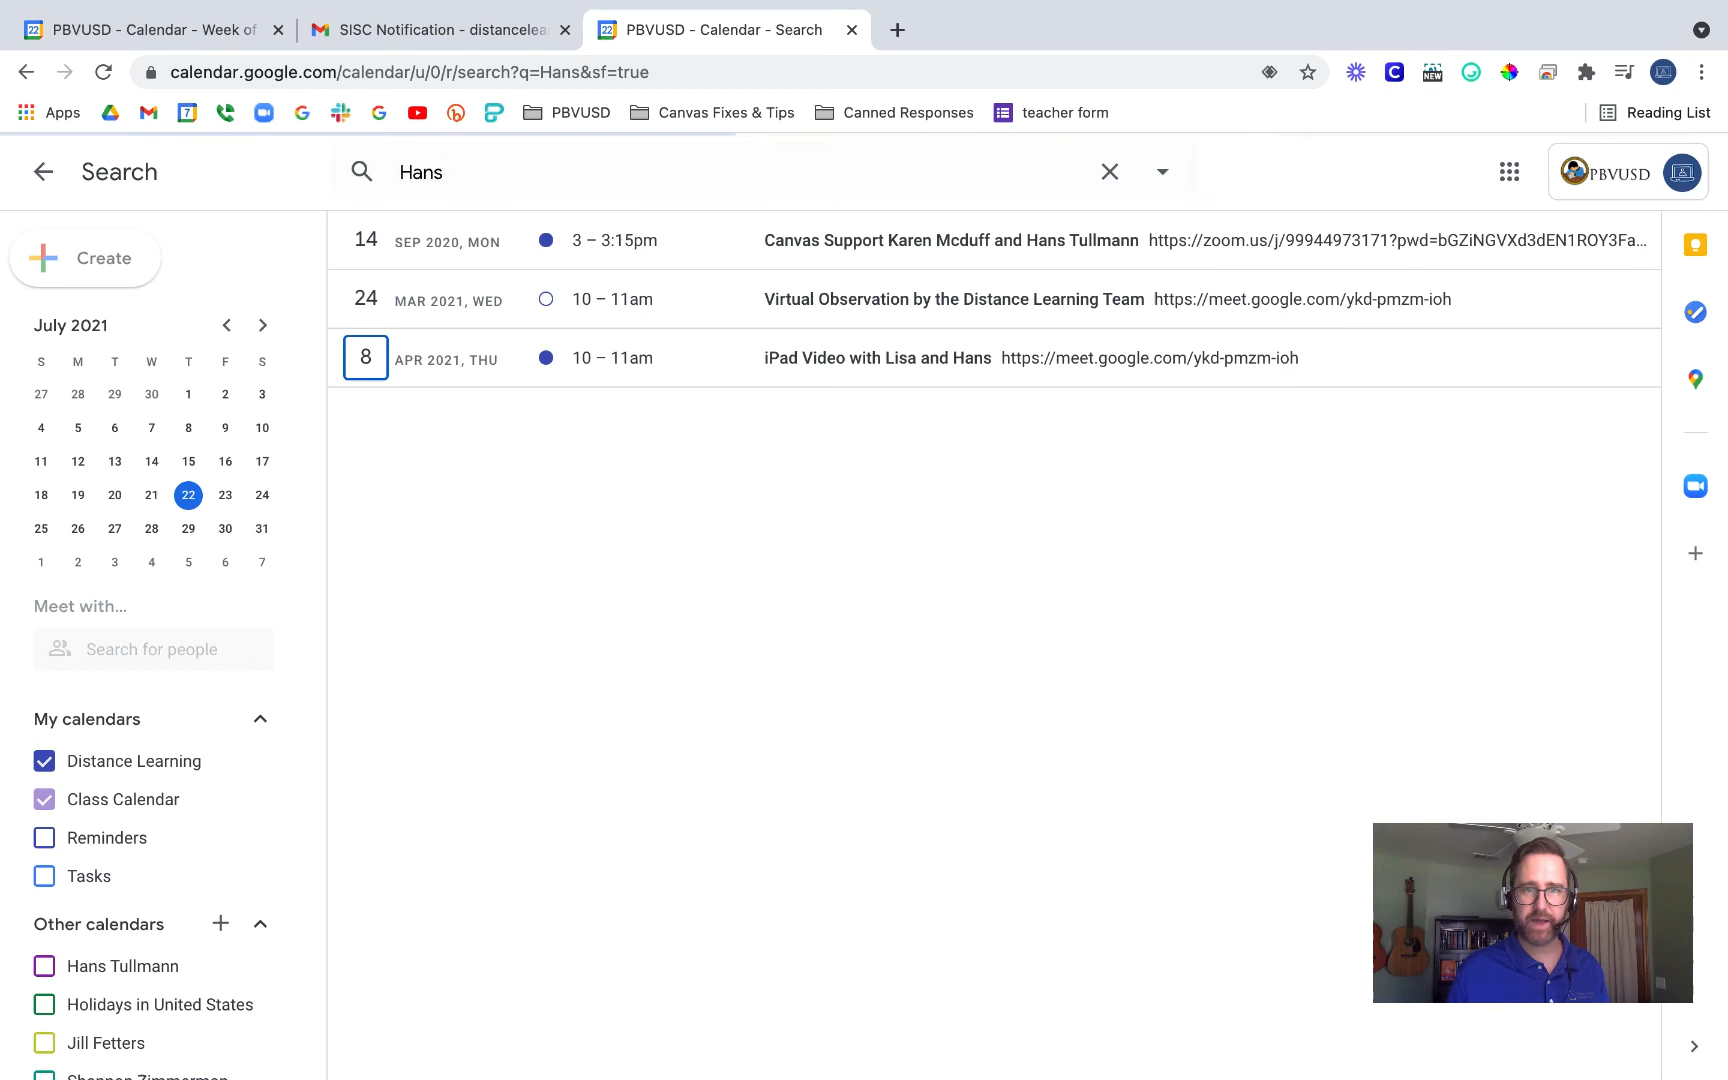 PBVUSD - Calendar - Week of
SISC Notification - distancelea
PBVUSD - Calendar - Search
calendar.google.com/calendar/u/0/r/search?q=Hans&sf=true
NEW
Apps
7
PBVUSD
Canvas Fixes & Tips
Canned Responses
teacher form
Reading List
Search
Hans
PBVUSD
Create
July 2021
S M T W T F S
27 28 29 30 1 2 3
4 5 6 7 8 9 10
11 12 13 14 15 16 17
18 19 20 21 22 23 24
25 26 27 28 29 30 31
1 2 3 4 5 6 7
Meet with...
Search for people
My calendars
Distance Learning
Class Calendar
Reminders
Tasks
Other calendars
Hans Tullmann
Holidays in United States
Jill Fetters
14 SEP 2020, MON 3 – 3:15pm Canvas Support Karen Mcduff and Hans Tullmann https://zoom.us/j/99944973171?pwd=bGZiNGVXd3dEN1ROY3Fa...
24 MAR 2021, WED 10 – 11am Virtual Observation by the Distance Learning Team https://meet.google.com/ykd-pmzm-ioh
8 APR 2021, THU 10 – 11am iPad Video with Lisa and Hans https://meet.google.com/ykd-pmzm-ioh